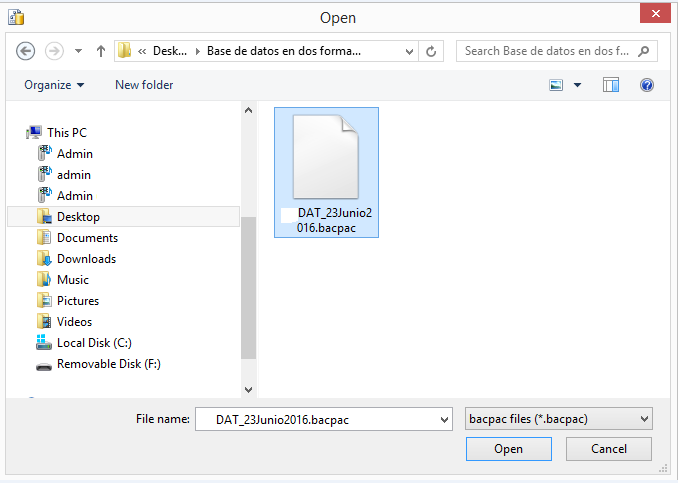 Open
« Desk... Base de datos en dos forma...
Search Base de datos en dos f...
Organize New folder
This PC
Admin
admin
Admin
Desktop
Documents
Downloads
Music
Pictures
Videos
Local Disk (C:)
Removable Disk (F:)
DAT_23Junio2
016.bacpac
File name: DAT_23Junio2016.bacpac bacpac files (*.bacpac)
Open Cancel